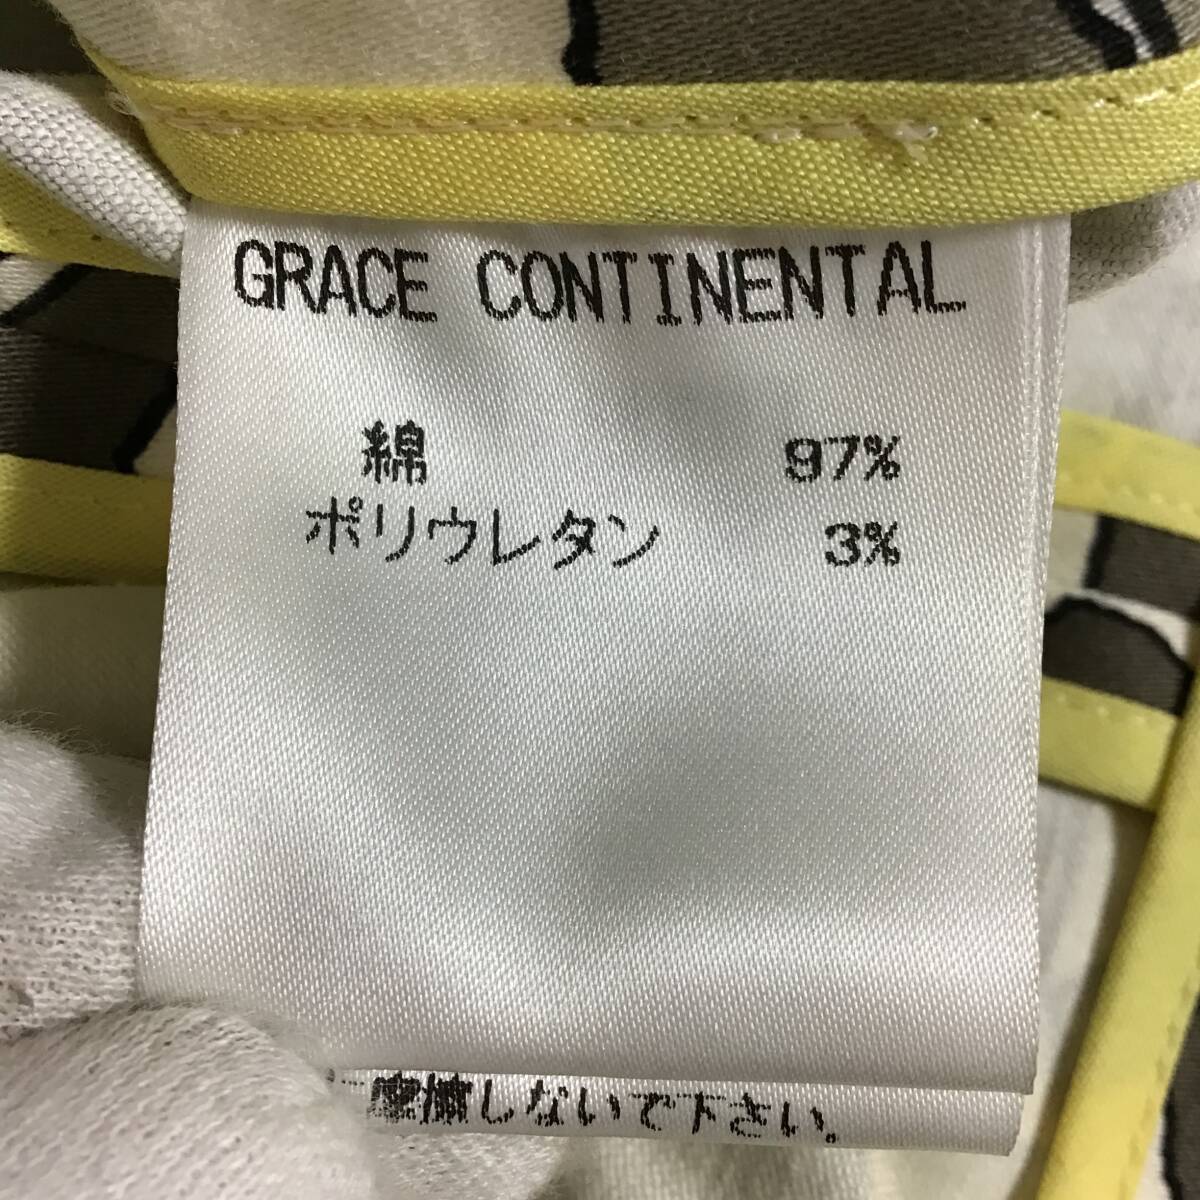 GRACE CONTINENTAL
綿 97%
ポリウレタン 3%
摩擦しないで下さい。